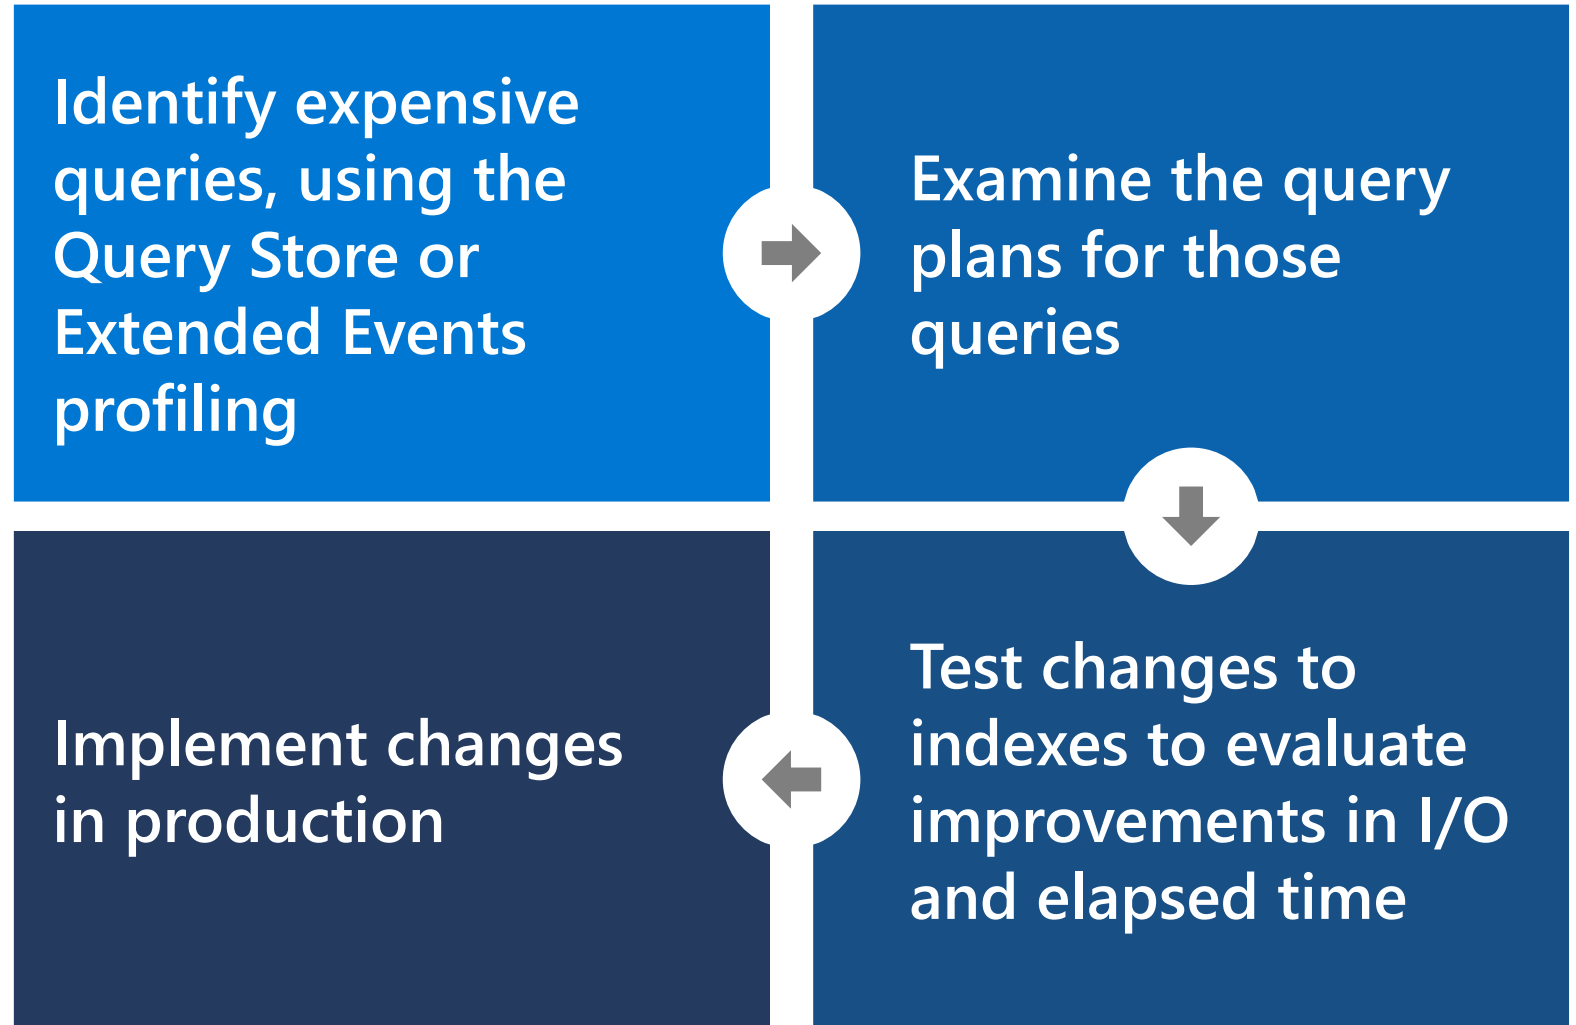 Identify expensive
queries, using the
Query Store or
Extended Events
profiling
Examine the query
plans for those
queries
Test changes to
indexes to evaluate
improvements in I/O
and elapsed time
Implement changes
in production